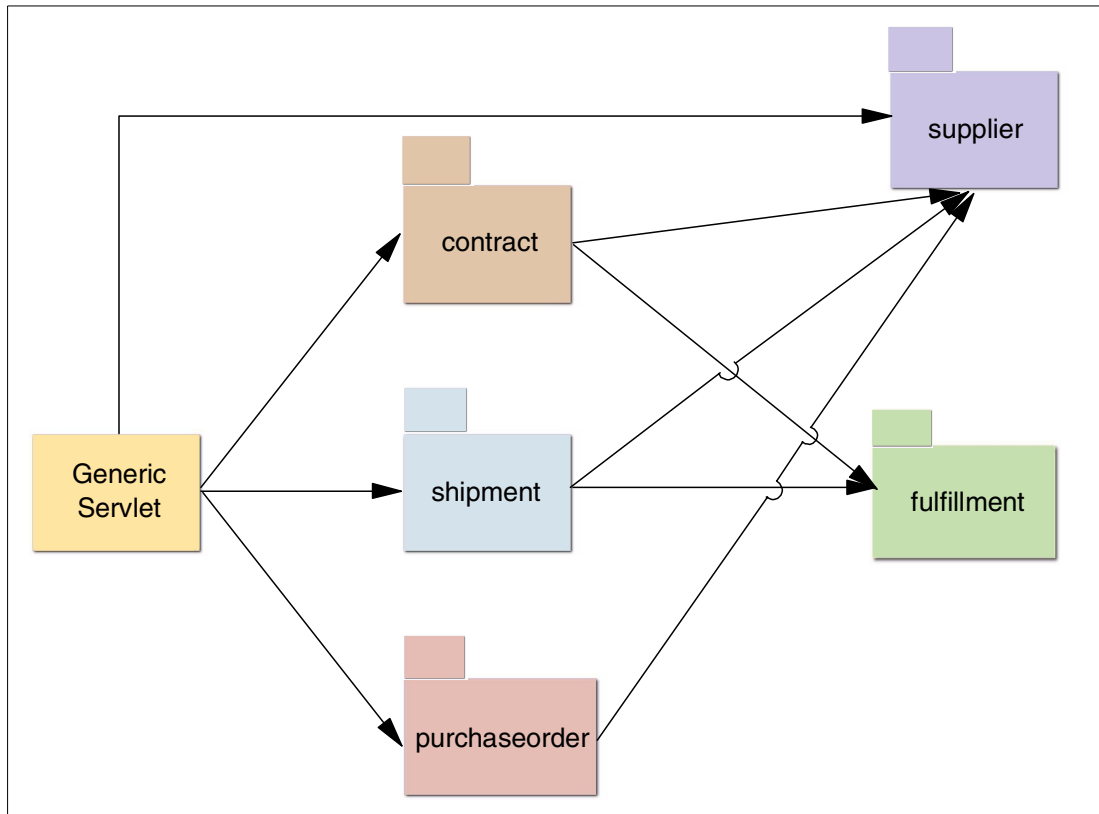 supplier
contract
Generic
Servlet
shipment
fulfillment
purchaseorder